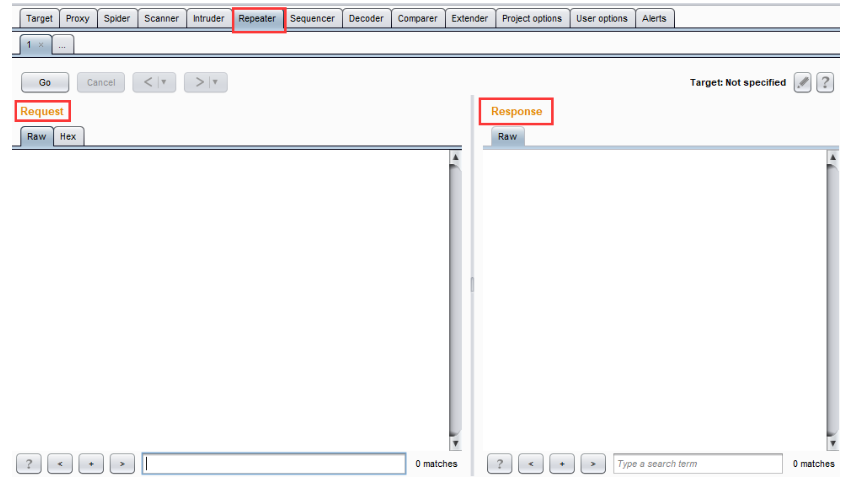 Target Proxy Spider Scanner Intruder Repeater Sequencer Decoder Comparer Extender Project options User options Alerts
1 × ...
Go Cancel < | ▼ > | ▼ Target: Not specified ?
Request Response
Raw Hex Raw
? < + > 0 matches ? < + > Type a search term 0 matches